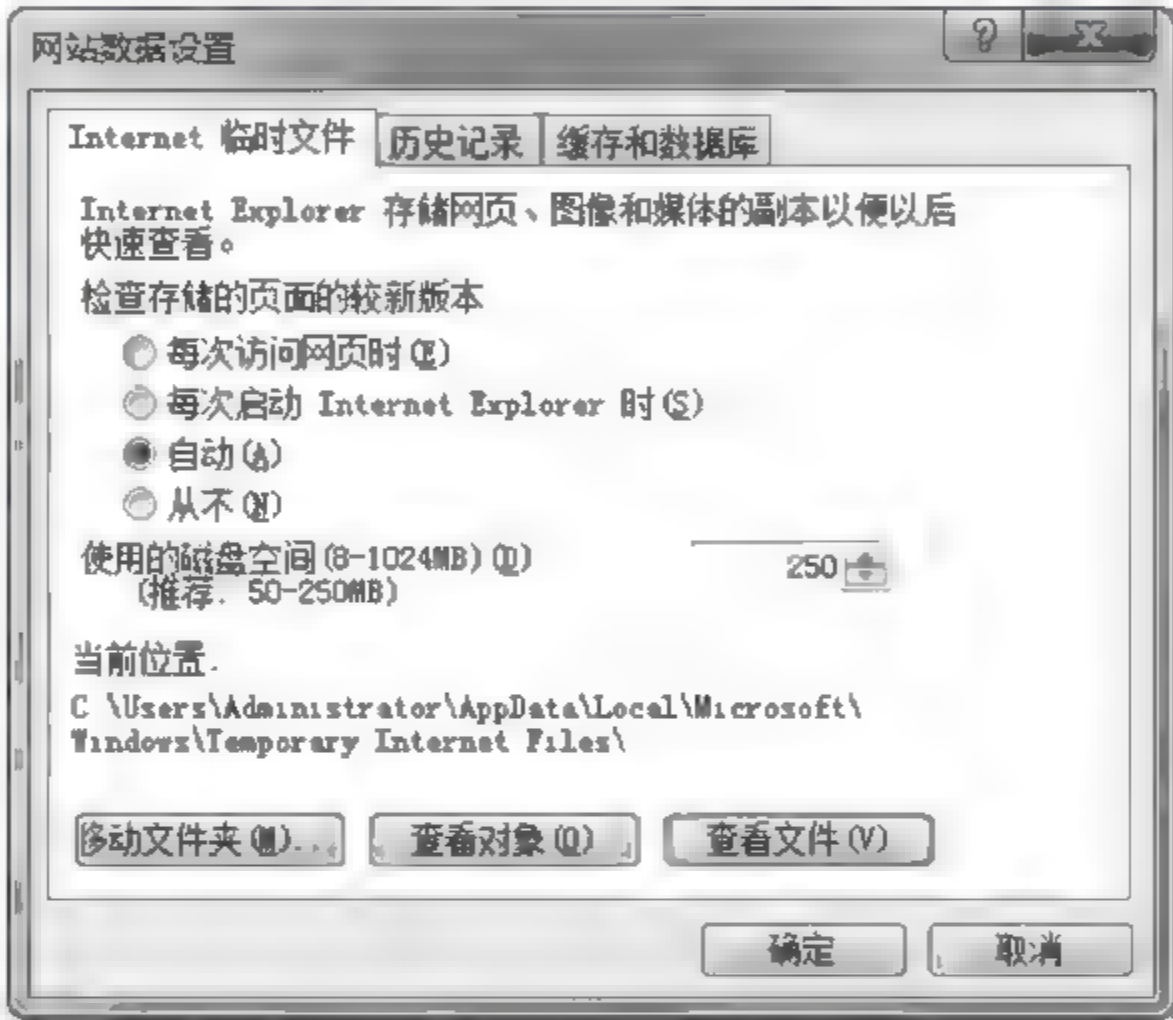 网站数据设置
Internet 临时文件 历史记录 缓存和数据库
Internet Explorer 存储网页、图像和媒体的副本以便以后
快速查看。
检查存储的页面的较新版本
每次访问网页时(E)
每次启动 Internet Explorer 时(S)
自动(A)
从不(N)
使用的磁盘空间(8-1024MB)(D) 250
(推荐: 50-250MB)
当前位置:
C:\Users\Administrator\AppData\Local\Microsoft\
Windows\Temporary Internet Files\
移动文件夹(M)... 查看对象(O) 查看文件(V)
确定 取消